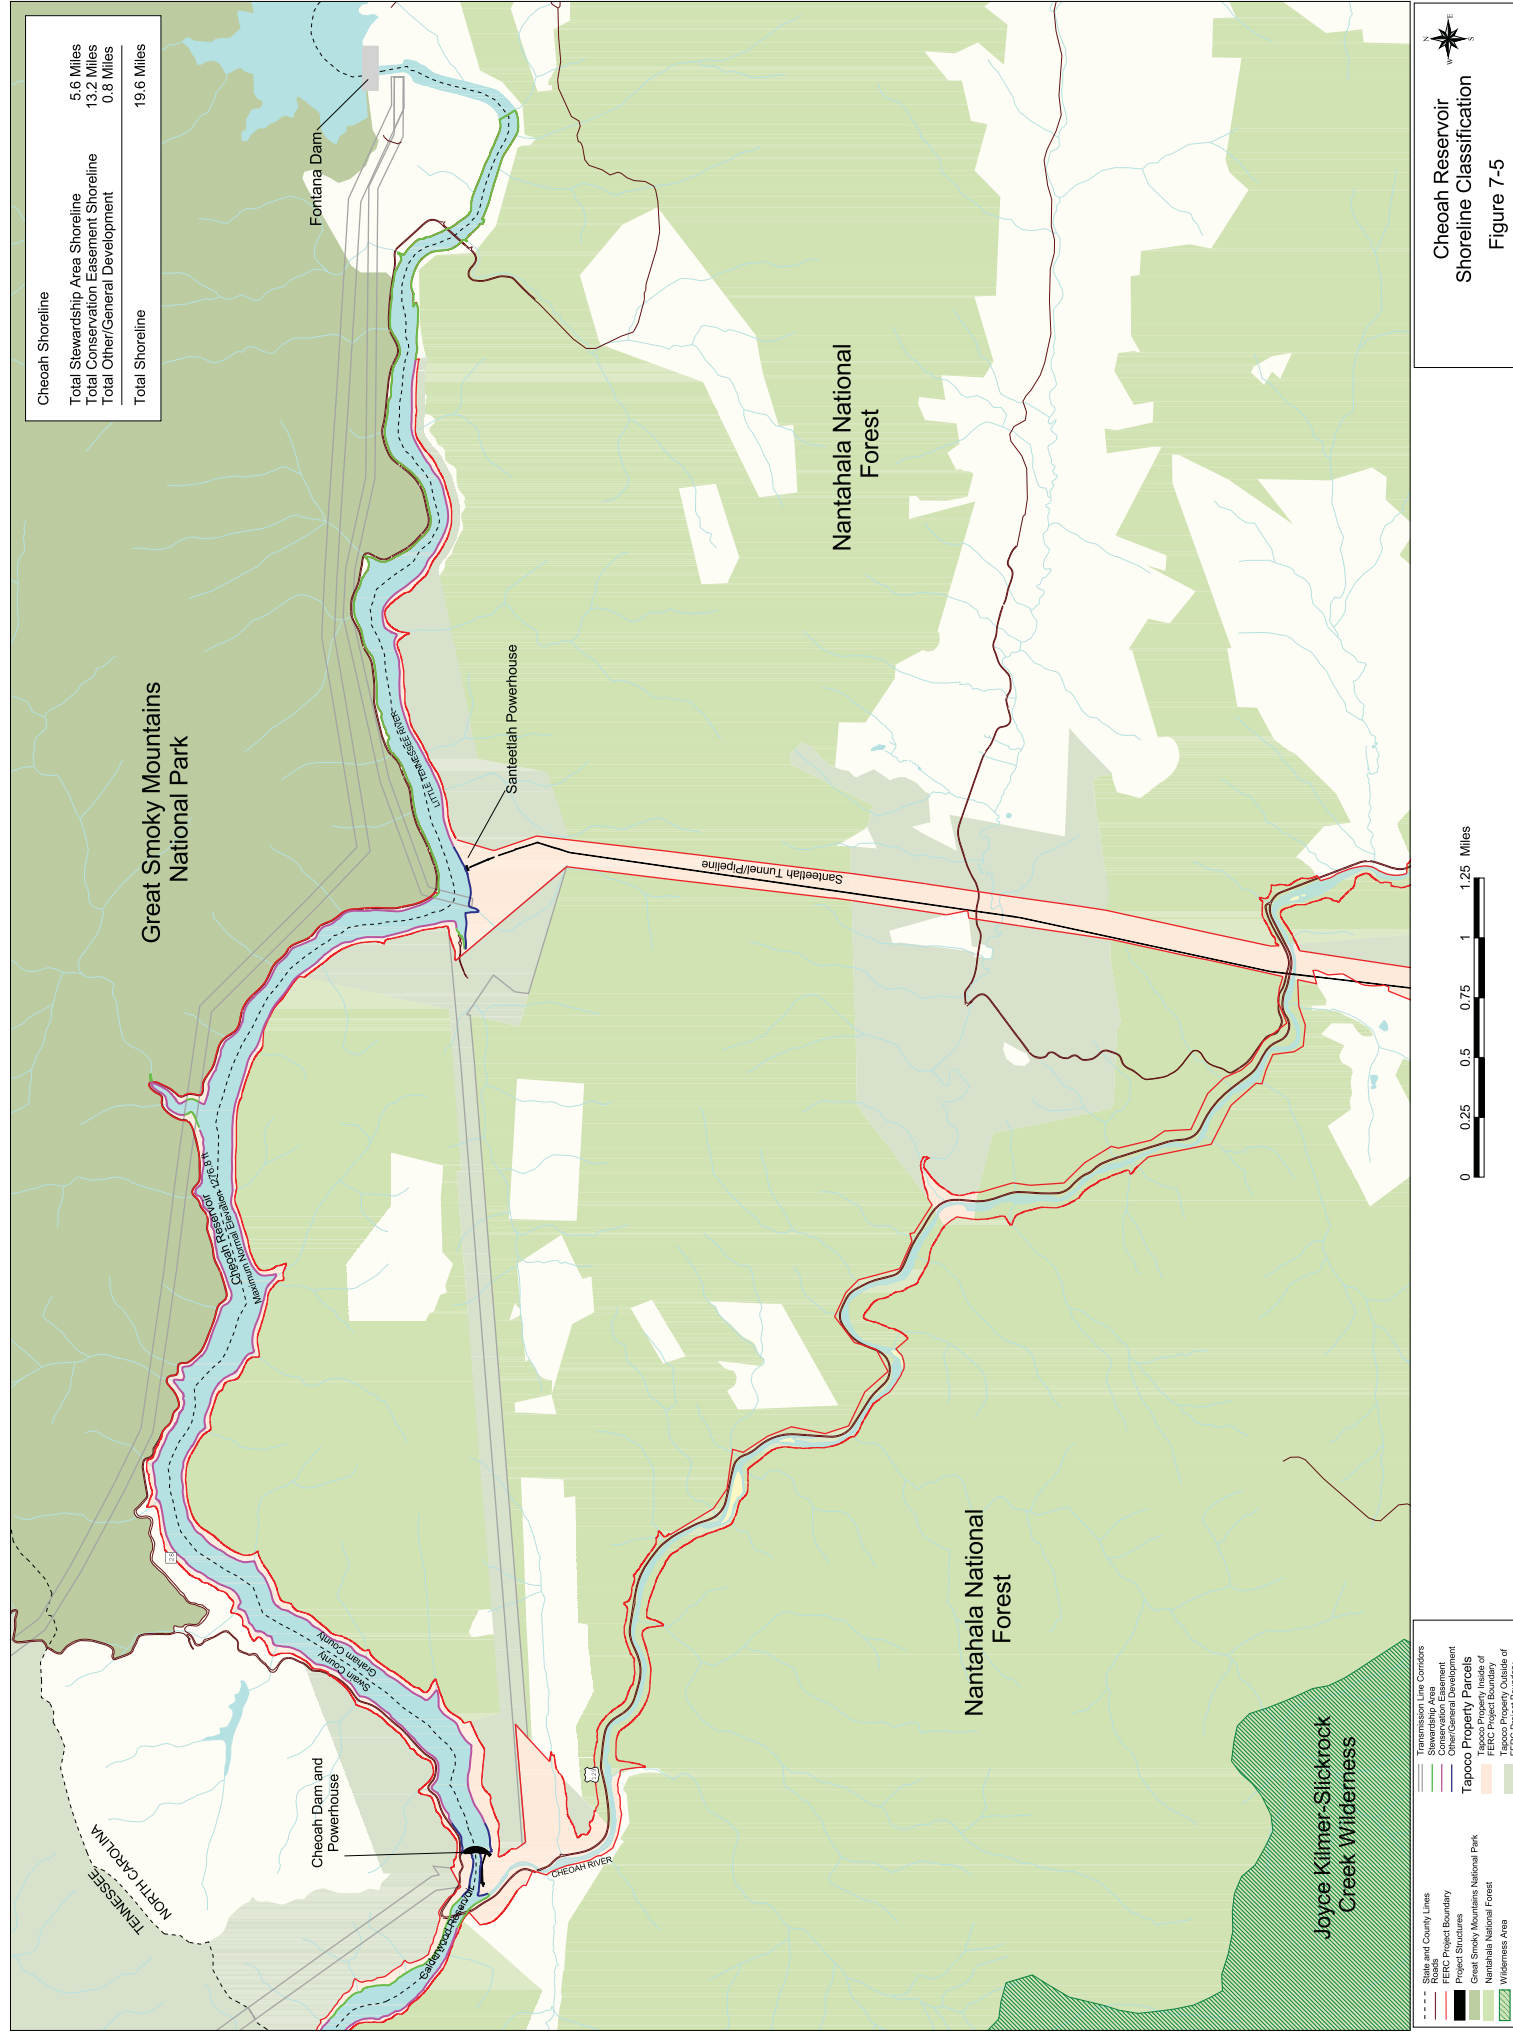 Cheoah Shoreline
Total Stewardship Area Shoreline 5.6 Miles
Total Conservation Easement Shoreline 13.2 Miles
Total Other/General Development 0.8 Miles
Total Shoreline 19.6 Miles
Great Smoky Mountains
National Park
Fontana Dam
LITTLE TENNESSEE RIVER
Santeetlah Powerhouse
Santeetlah Tunnel/Pipeline
Nantahala National
Forest
Cheoah Reservoir
Maximum Normal Elevation 1276.8 ft
28
Swain County
Graham County
TENNESSEE
NORTH CAROLINA
Cheoah Dam and
Powerhouse
Calderwood Reservoir
CHEOAH RIVER
129
Nantahala National
Forest
Joyce Kilmer-Slickrock
Creek Wilderness
State and County Lines
Roads
FERC Project Boundary
Project Structures
Great Smoky Mountains National Park
Nantahala National Forest
Wilderness Area
Transmission Line Corridors
Stewardship Area
Conservation Easement
Other/General Development
Tapoco Property Parcels
Tapoco Property Inside of
FERC Project Boundary
Tapoco Property Outside of
0 0.25 0.5 0.75 1 1.25 Miles
N
E
S
W
Cheoah Reservoir
Shoreline Classification
Figure 7-5